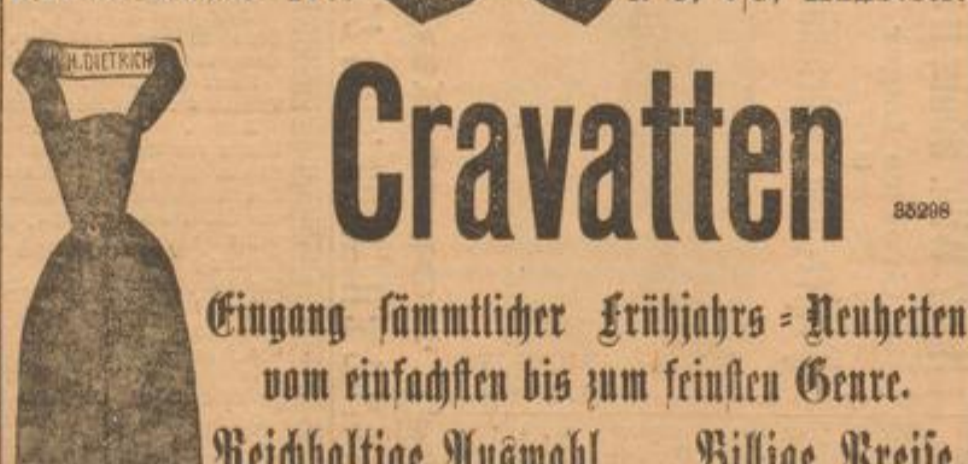 H. DIETRICH
Cravatten
35298
Eingang sämmtlicher Frühjahrs = Neuheiten
vom einfachsten bis zum feinsten Genre.
Reichhaltige Auswahl Billige Preise